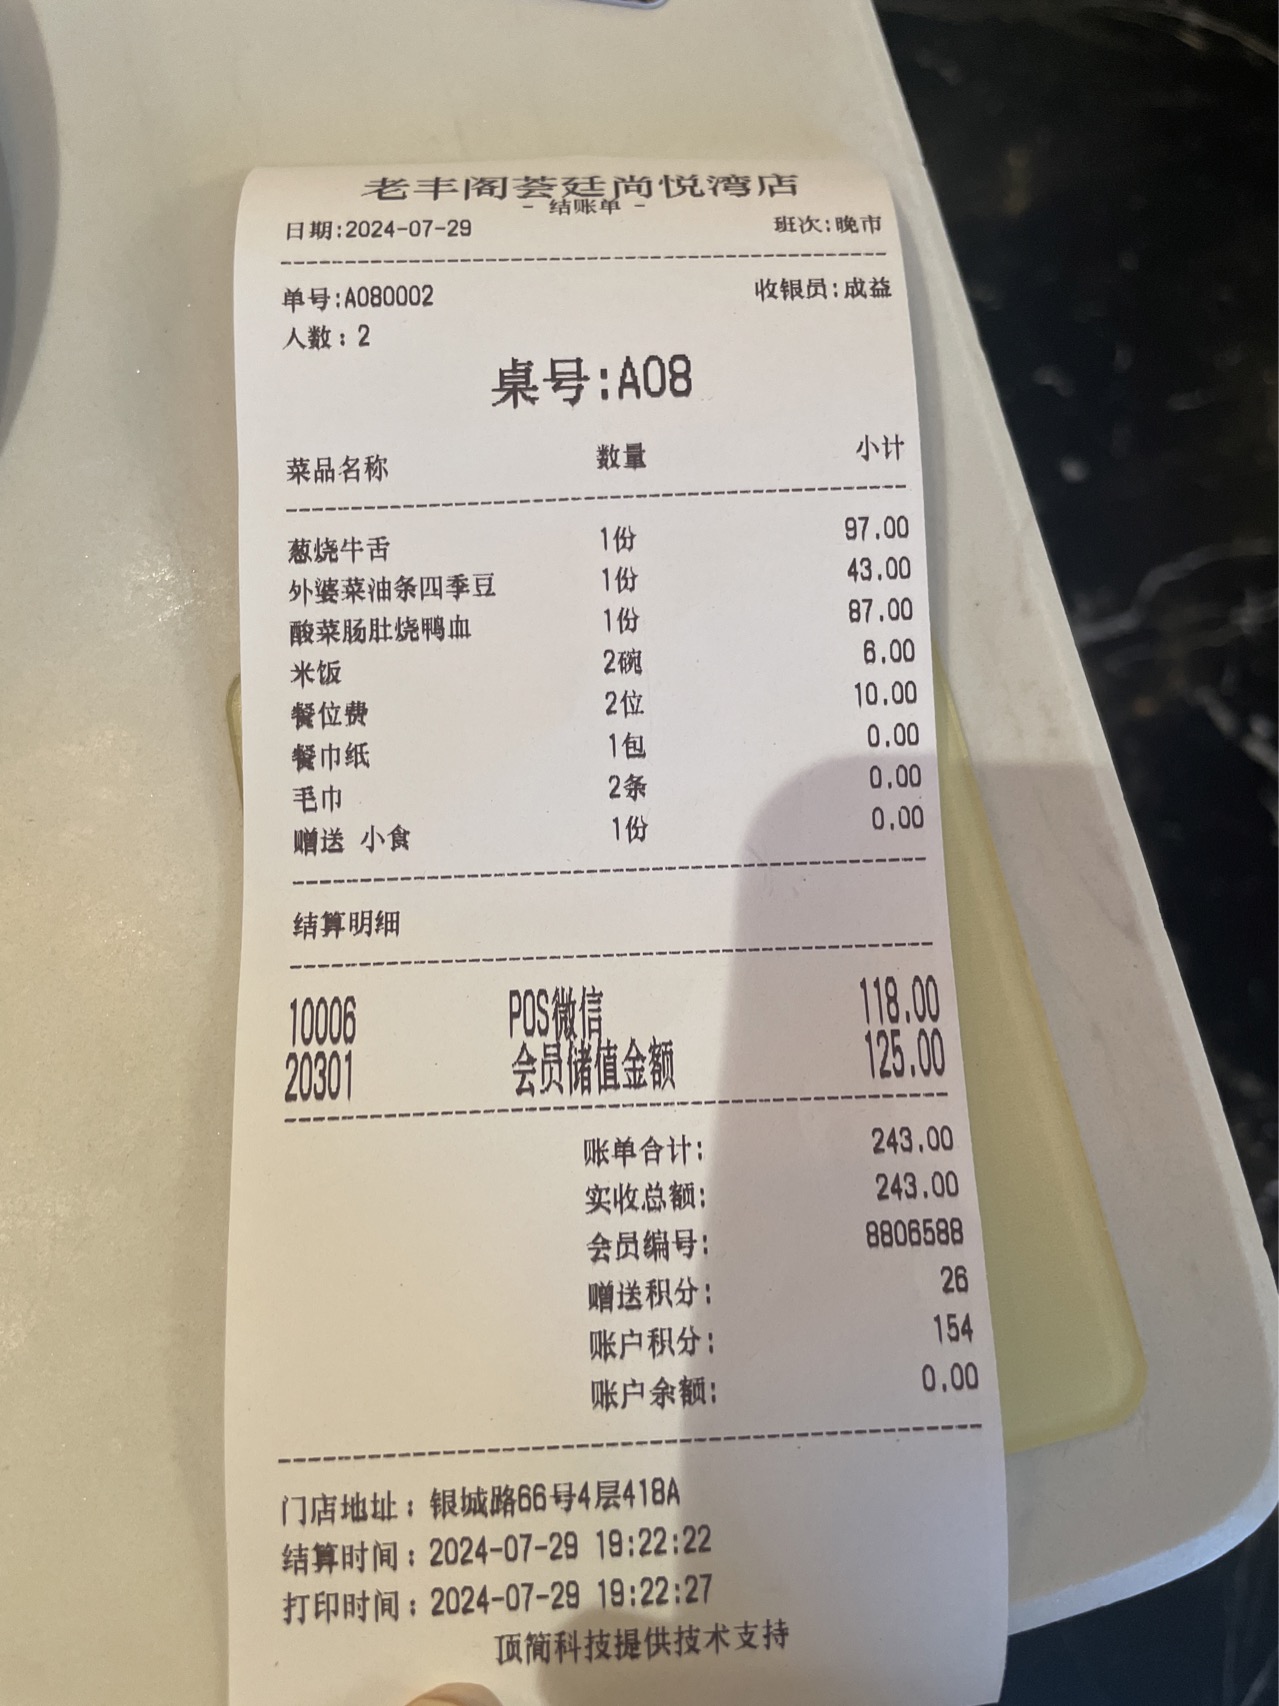 老丰阁荟廷尚悦湾店
- 结账单 -
日期:2024-07-29 班次:晚市
单号:A080002 收银员:成益
人数:2
桌号:A08
菜品名称 数量 小计
葱烧牛舌 1份 97.00
外婆菜油条四季豆 1份 43.00
酸菜肠肚烧鸭血 1份 87.00
米饭 2碗 6.00
餐位费 2位 10.00
餐巾纸 1包 0.00
毛巾 2条 0.00
赠送 小食 1份 0.00
结算明细
10006 POS微信 118.00
20301 会员储值金额 125.00
账单合计: 243.00
实收总额: 243.00
会员编号: 8806588
赠送积分: 26
账户积分: 154
账户余额: 0.00
门店地址:银城路66号4层418A
结算时间:2024-07-29 19:22:22
打印时间:2024-07-29 19:22:27
顶简科技提供技术支持